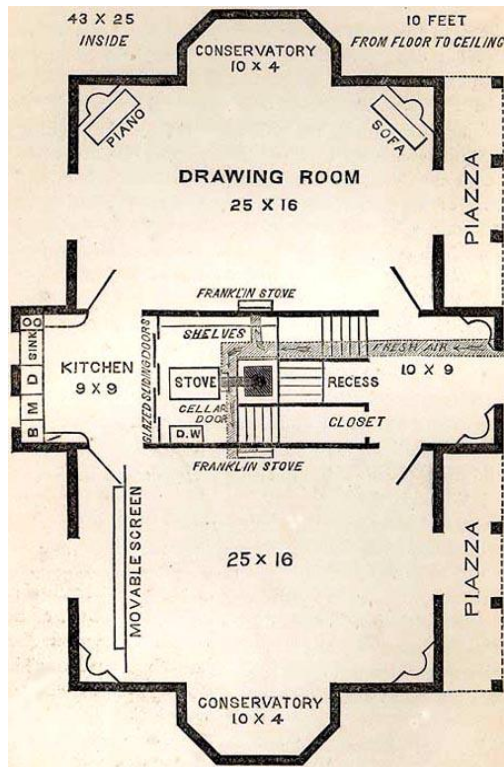 43 X 25
INSIDE
10 FEET
FROM FLOOR TO CEILING
CONSERVATORY
10 X 4
PIANO
SOFA
DRAWING ROOM
25 X 16
PIAZZA
FRANKLIN STOVE
SHELVES
GLAZED SLIDING DOORS
FRESH AIR
SINK
D
M
B
KITCHEN
9 X 9
STOVE
RECESS
10 X 9
CELLAR
DOOR
D.W
CLOSET
FRANKLIN STOVE
MOVABLE SCREEN
25 X 16
PIAZZA
CONSERVATORY
10 X 4